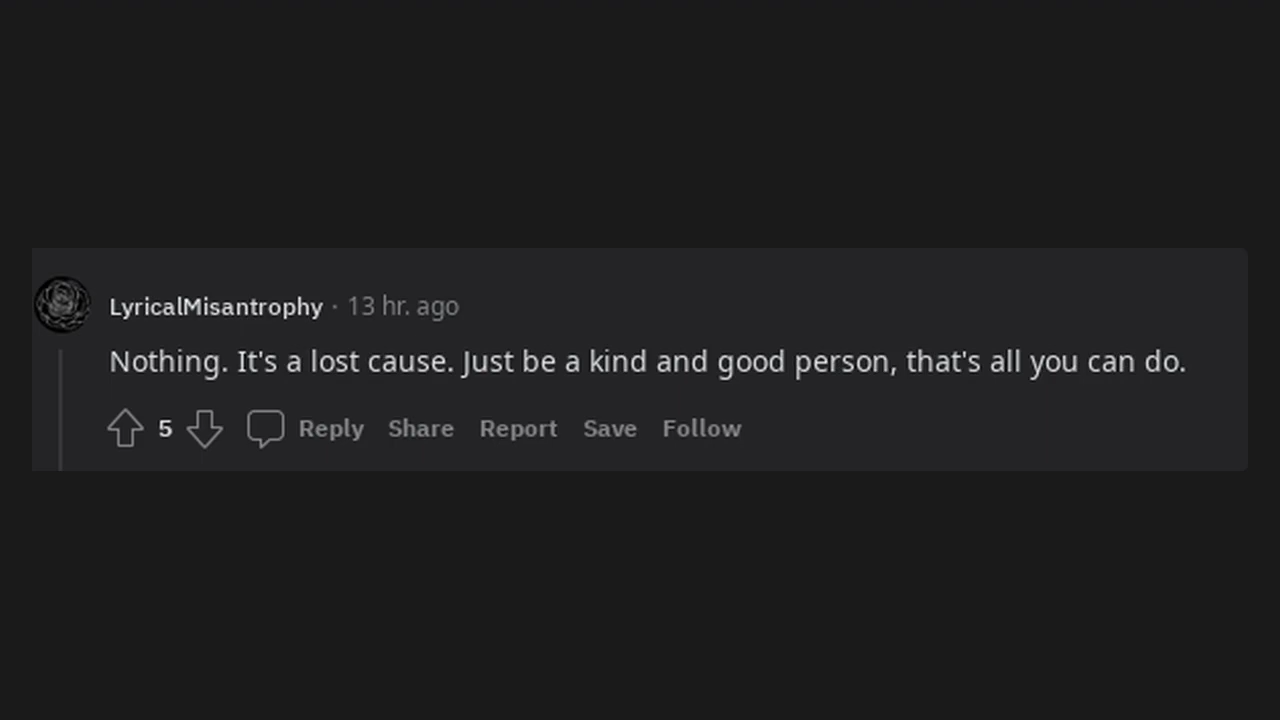 LyricalMisantrophy · 13 hr. ago
Nothing. It's a lost cause. Just be a kind and good person, that's all you can do.
5 Reply Share Report Save Follow